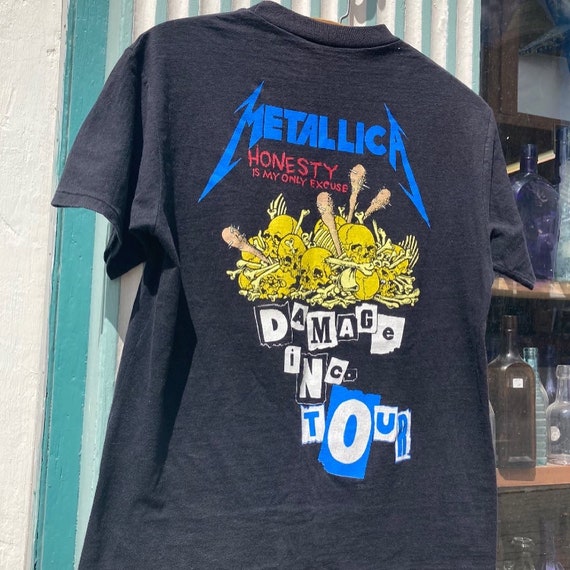 METALLICA
HONESTY
IS MY ONLY EXCUSE
DAMAGe
iNC.
TOUR